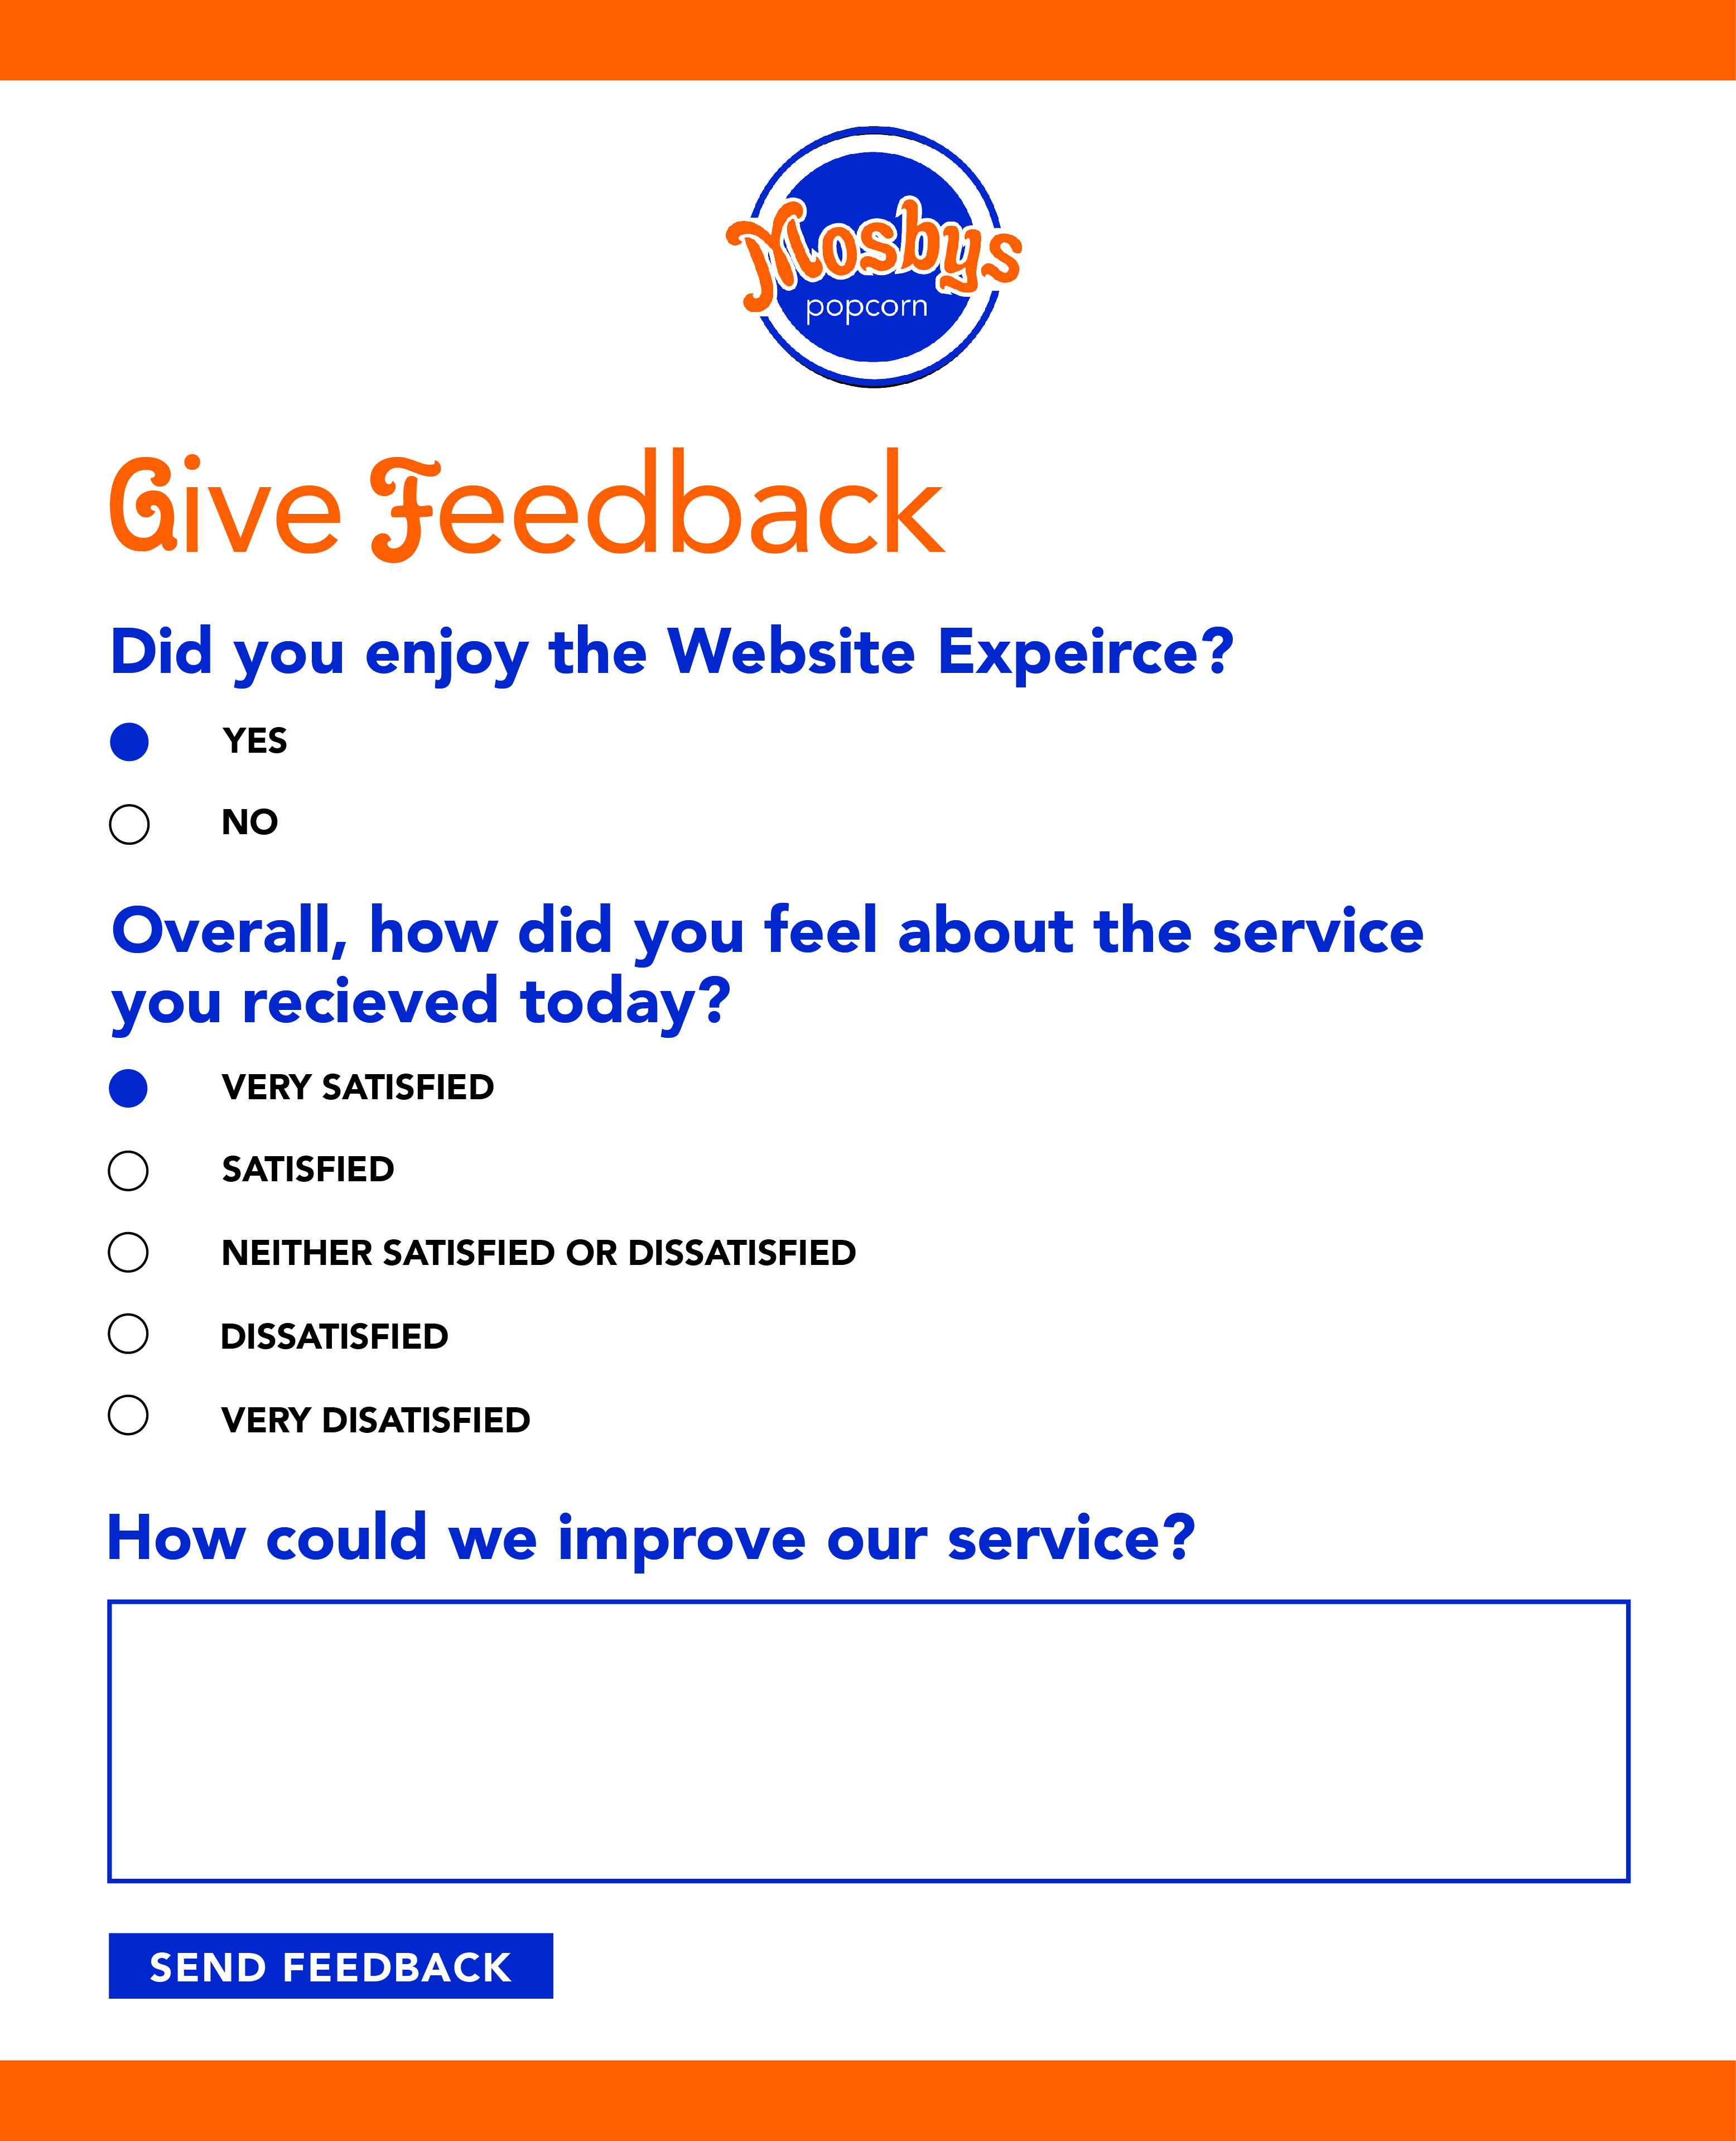 Mosbys
popcorn
Give Feedback
Did you enjoy the Website Expeirce?
YES
NO
Overall, how did you feel about the service
you recieved today?
VERY SATISFIED
SATISFIED
NEITHER SATISFIED OR DISSATISFIED
DISSATISFIED
VERY DISATISFIED
How could we improve our service?
SEND FEEDBACK